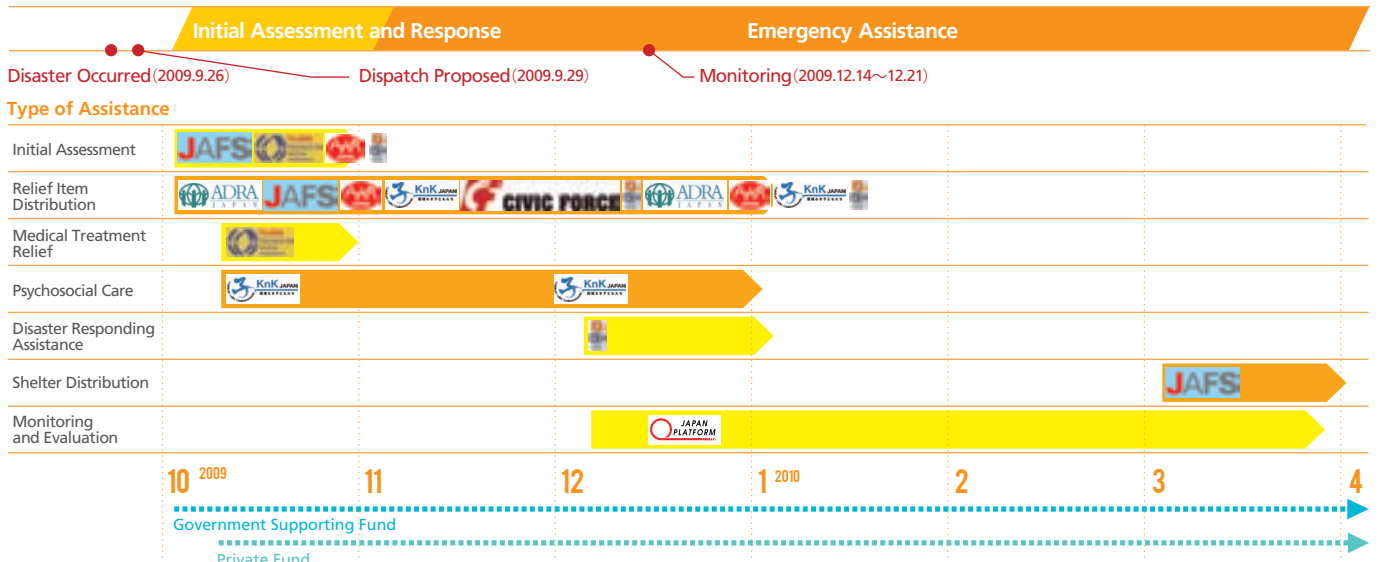 Initial Assessment and Response
Emergency Assistance
Disaster Occurred(2009.9.26)
Dispatch Proposed(2009.9.29)
Monitoring(2009.12.14〜12.21)
Type of Assistance
Initial Assessment
JAFS
Relief Item
Distribution
ADRA
JAPAN
JAFS
KnK JAPAN
CIVIC FORCE
ADRA
JAPAN
KnK JAPAN
Medical Treatment
Relief
Psychosocial Care
KnK JAPAN
KnK JAPAN
Disaster Responding
Assistance
Shelter Distribution
JAFS
Monitoring
and Evaluation
JAPAN
PLATFORM
10 2009 11 12 1 2010 2 3 4
Government Supporting Fund
Private Fund